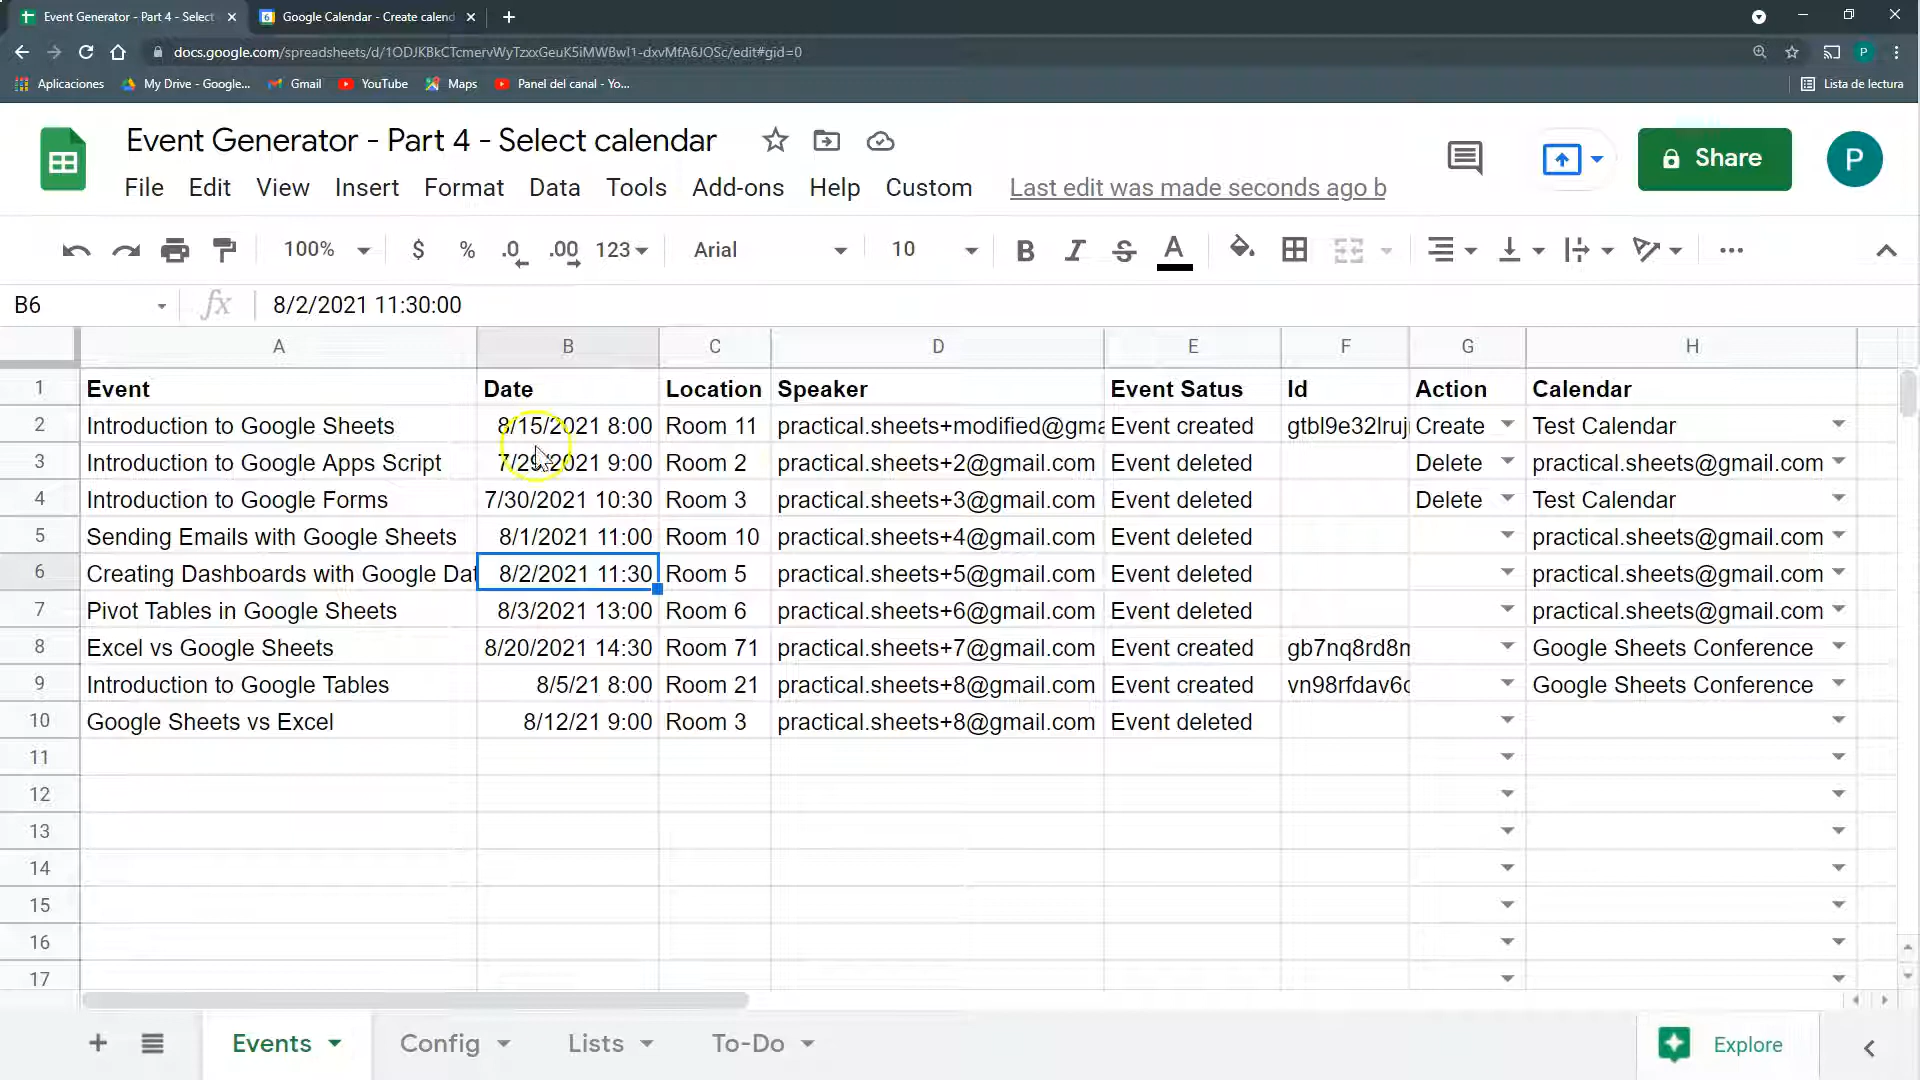 Event Generator - Part 4 - Select
Google Calendar - Create calend
docs.google.com/spreadsheets/d/1ODJKBkCTcmervWyTzxxGeuK5iMWBwI1-dxvMfA6JOSc/edit#gid=0
P
Aplicaciones My Drive - Google... Gmail YouTube Maps Panel del canal - Yo... Lista de lectura
Event Generator - Part 4 - Select calendar
Share
P
File Edit View Insert Format Data Tools Add-ons Help Custom Last edit was made seconds ago b
100% $ % .0 .00 123 Arial 10 B I S A
B6 fx 8/2/2021 11:30:00
A B C D E F G H
1 Event Date Location Speaker Event Satus Id Action Calendar
2 Introduction to Google Sheets 8/15/2021 8:00 Room 11 practical.sheets+modified@gma Event created gtbl9e32lruj Create Test Calendar
3 Introduction to Google Apps Script 7/29/2021 9:00 Room 2 practical.sheets+2@gmail.com Event deleted Delete practical.sheets@gmail.com
4 Introduction to Google Forms 7/30/2021 10:30 Room 3 practical.sheets+3@gmail.com Event deleted Delete Test Calendar
5 Sending Emails with Google Sheets 8/1/2021 11:00 Room 10 practical.sheets+4@gmail.com Event deleted practical.sheets@gmail.com
6 Creating Dashboards with Google Dat 8/2/2021 11:30 Room 5 practical.sheets+5@gmail.com Event deleted practical.sheets@gmail.com
7 Pivot Tables in Google Sheets 8/3/2021 13:00 Room 6 practical.sheets+6@gmail.com Event deleted practical.sheets@gmail.com
8 Excel vs Google Sheets 8/20/2021 14:30 Room 71 practical.sheets+7@gmail.com Event created gb7nq8rd8m Google Sheets Conference
9 Introduction to Google Tables 8/5/21 8:00 Room 21 practical.sheets+8@gmail.com Event created vn98rfdav6c Google Sheets Conference
10 Google Sheets vs Excel 8/12/21 9:00 Room 3 practical.sheets+8@gmail.com Event deleted
11
12
13
14
15
16
17
Events Config Lists To-Do Explore